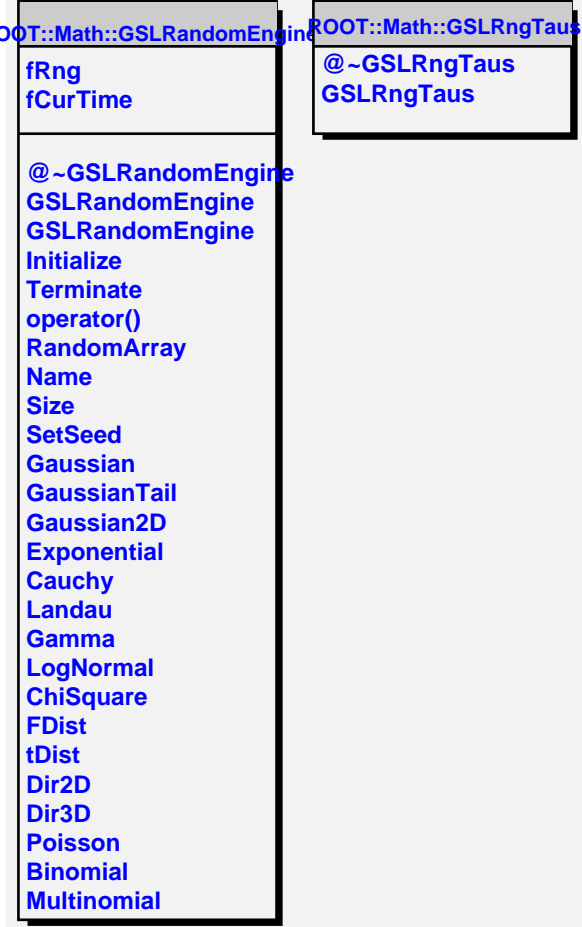 OOT::Math::GSLRandomEngine
fRng
fCurTime
@~GSLRandomEngine
GSLRandomEngine
GSLRandomEngine
Initialize
Terminate
operator()
RandomArray
Name
Size
SetSeed
Gaussian
GaussianTail
Gaussian2D
Exponential
Cauchy
Landau
Gamma
LogNormal
ChiSquare
FDist
tDist
Dir2D
Dir3D
Poisson
Binomial
Multinomial
ROOT::Math::GSLRngTaus
@~GSLRngTaus
GSLRngTaus